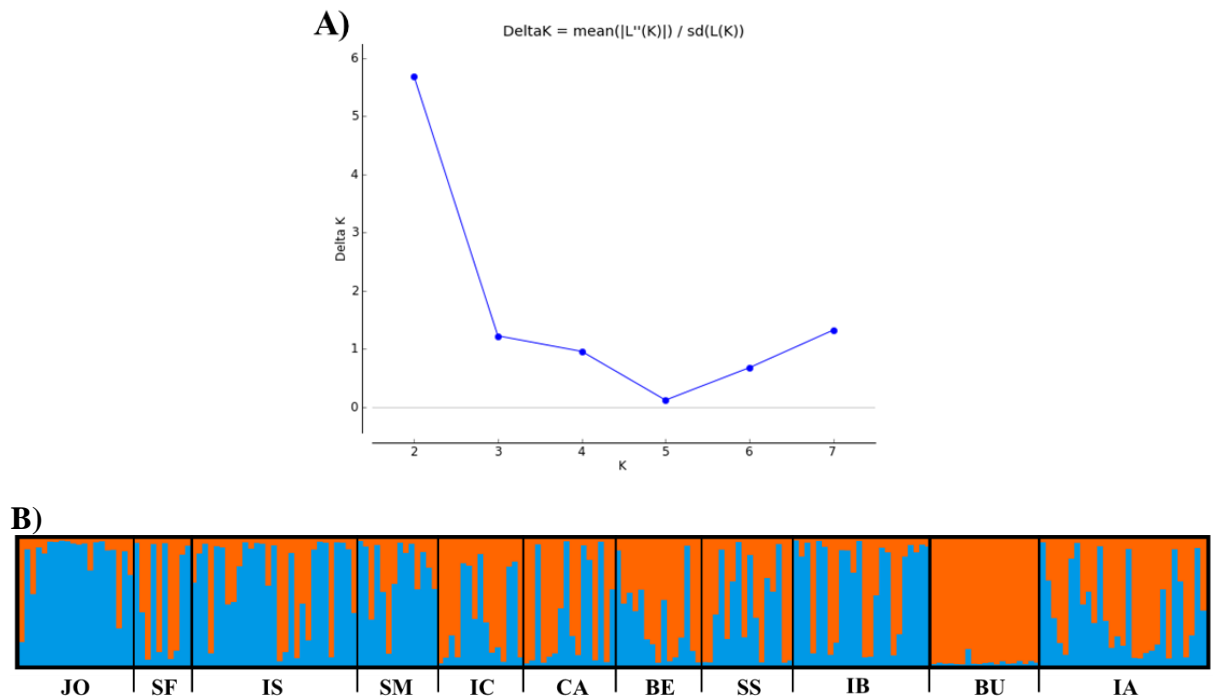 A)
DeltaK = mean(|L''(K)|) / sd(L(K))
6
5
4
3
2
1
0
Delta K
2 3 4 5 6 7
K
B)
JO SF IS SM IC CA BE SS IB BU IA